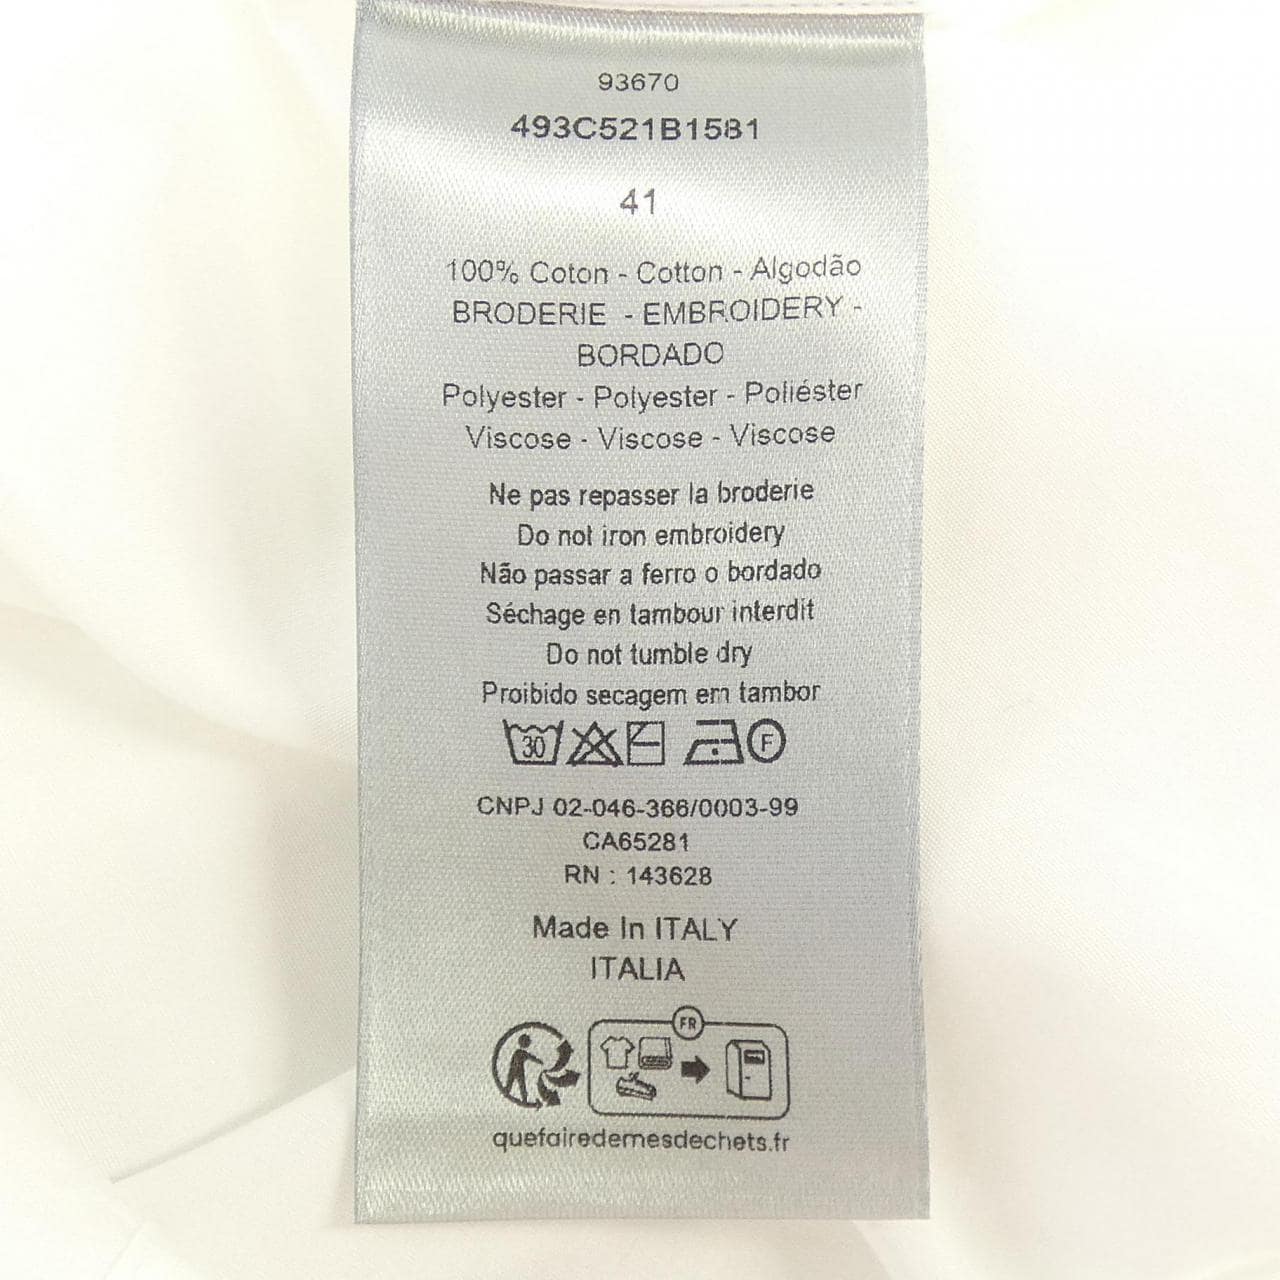 93670
493C521B1581
41
100% Coton - Cotton - Algodão
BRODERIE - EMBROIDERY -
BORDADO
Polyester - Polyester - Poliéster
Viscose - Viscose - Viscose
Ne pas repasser la broderie
Do not iron embroidery
Não passar a ferro o bordado
Séchage en tambour interdit
Do not tumble dry
Proibido secagem em tambor
30 F
CNPJ 02-046-366/0003-99
CA65281
RN : 143628
Made In ITALY
ITALIA
FR
quefairedemesdechets.fr